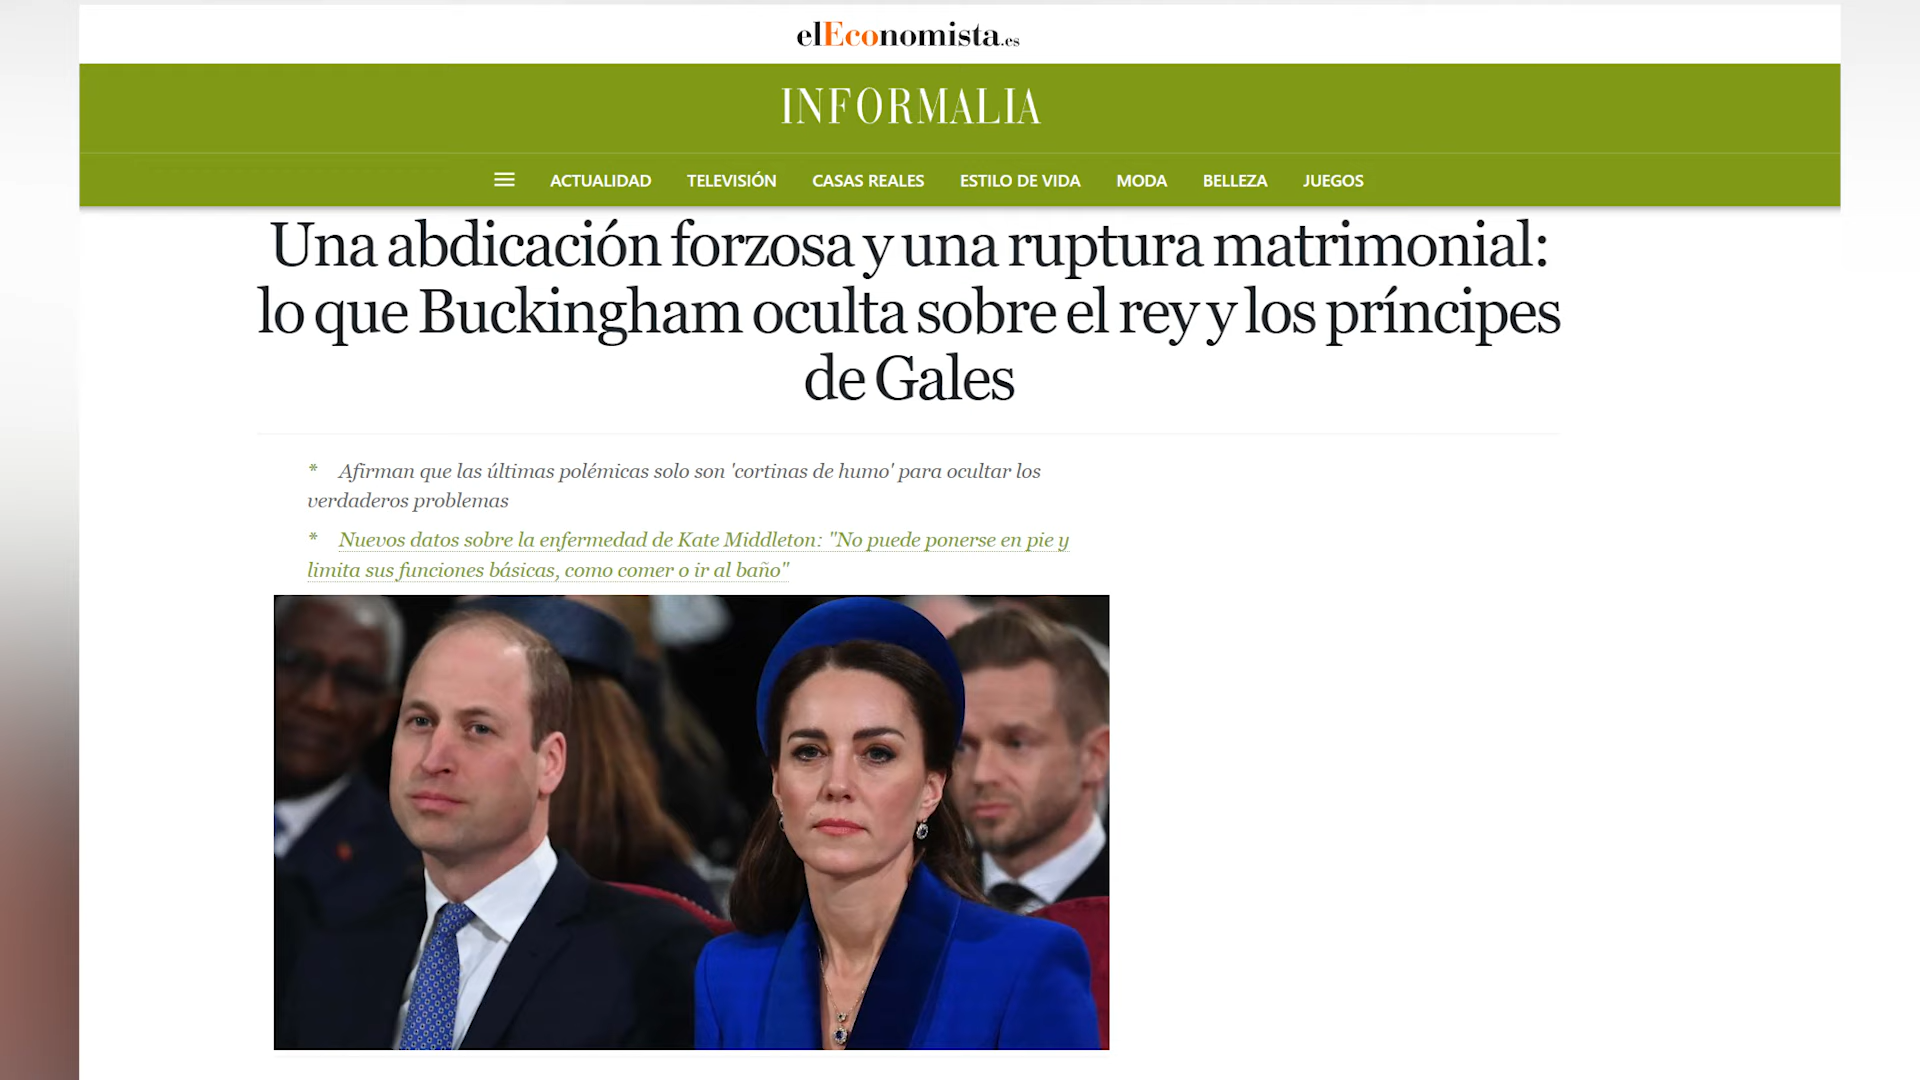 elEconomista.es
INFORMALIA
ACTUALIDAD TELEVISIÓN CASAS REALES ESTILO DE VIDA MODA BELLEZA JUEGOS
Una abdicación forzosa y una ruptura matrimonial:
lo que Buckingham oculta sobre el rey y los príncipes
de Gales
* Afirman que las últimas polémicas solo son 'cortinas de humo' para ocultar los
verdaderos problemas
* Nuevos datos sobre la enfermedad de Kate Middleton: "No puede ponerse en pie y
limita sus funciones básicas, como comer o ir al baño"